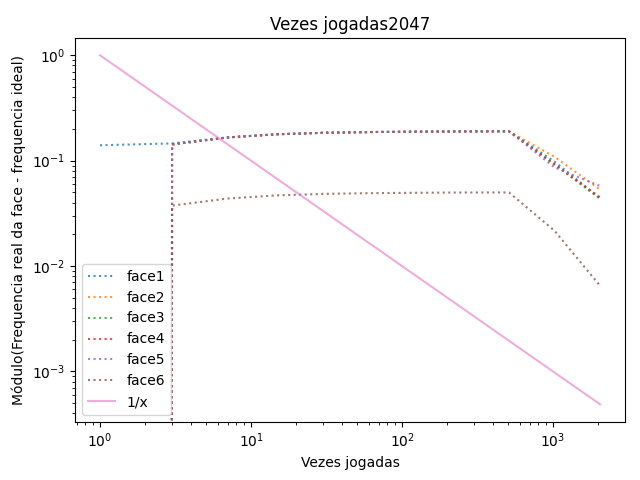 Vezes jogadas2047
Módulo(Frequencia real da face - frequencia ideal)
10⁰
10⁻¹
10⁻²
10⁻³
face1
face2
face3
face4
face5
face6
1/x
10⁰
10¹
10²
10³
Vezes jogadas